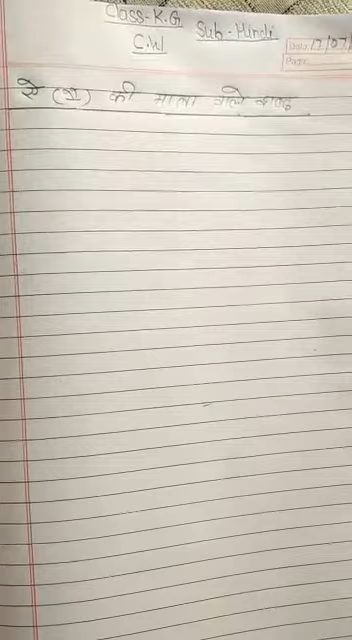 Class-K.G Sub-Hindi
C.W
Date 17/07/
Page
की मात्रा वाले शब्द